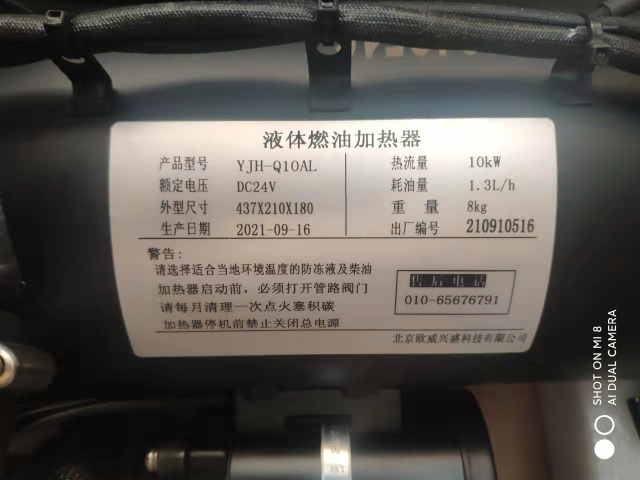 液体燃油加热器
产品型号 YJH-Q10AL 热流量 10kW
额定电压 DC24V 耗油量 1.3L/h
外型尺寸 437X210X180 重量 8kg
生产日期 2021-09-16 出厂编号 210910516
警告:
请选择适合当地环境温度的防冻液及柴油
加热器启动前，必须打开管路阀门
请每月清理一次点火塞积碳
加热器停机前禁止关闭总电源
售后电话
010-65676791
北京欧威兴盛科技有限公司
SHOT ON MI 8
AI DUAL CAMERA